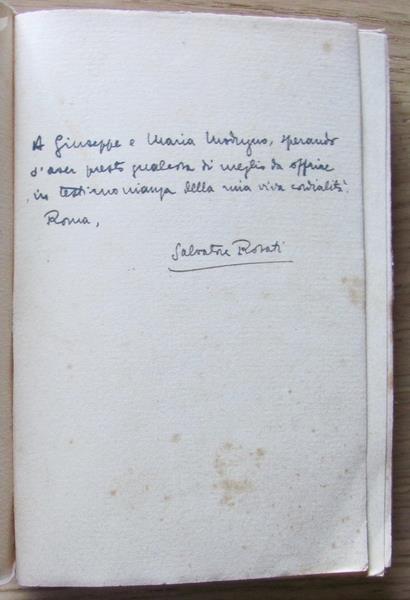 A Giuseppe e Maria Modugno, sperando
d'aver presto qualcosa di meglio da offrire
in testimonianza della mia viva cordialità.
Roma,
Salvatore Rosati